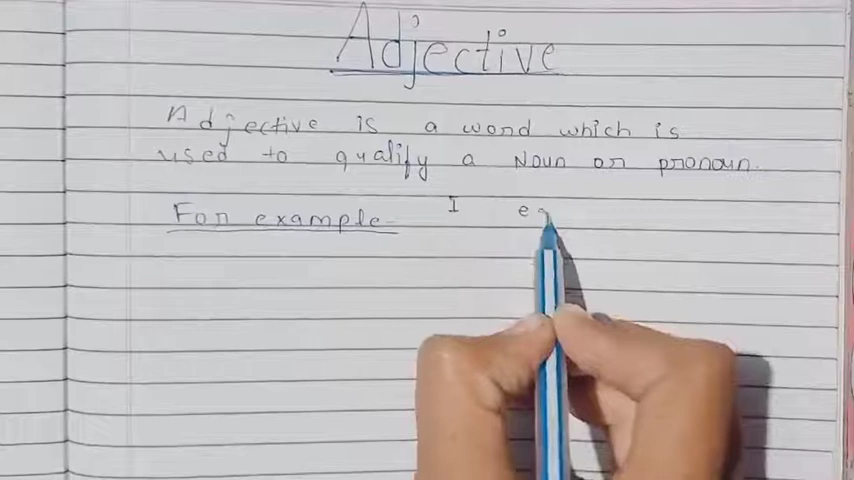 Adjective
Adjective is a word which is
used to qualify a Noun or pronoun.
For example- I